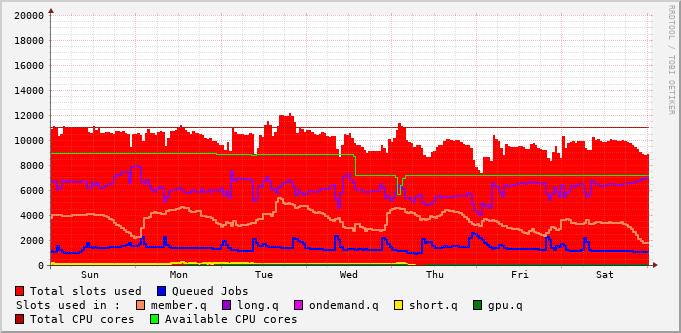 20000
18000
16000
14000
12000
10000
8000
6000
4000
2000
0
Sun Mon Tue Wed Thu Fri Sat
RRDTOOL / TOBI OETIKER
Total slots used Queued Jobs
Slots used in : member.q long.q ondemand.q short.q gpu.q
Total CPU cores Available CPU cores